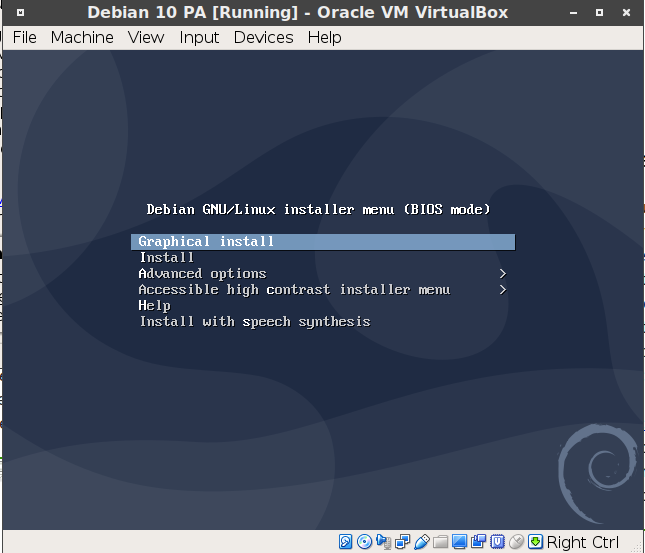 Debian 10 PA [Running] - Oracle VM VirtualBox
File Machine View Input Devices Help
Debian GNU/Linux installer menu (BIOS mode)
Graphical install
Install
Advanced options >
Accessible high contrast installer menu >
Help
Install with speech synthesis
Right Ctrl